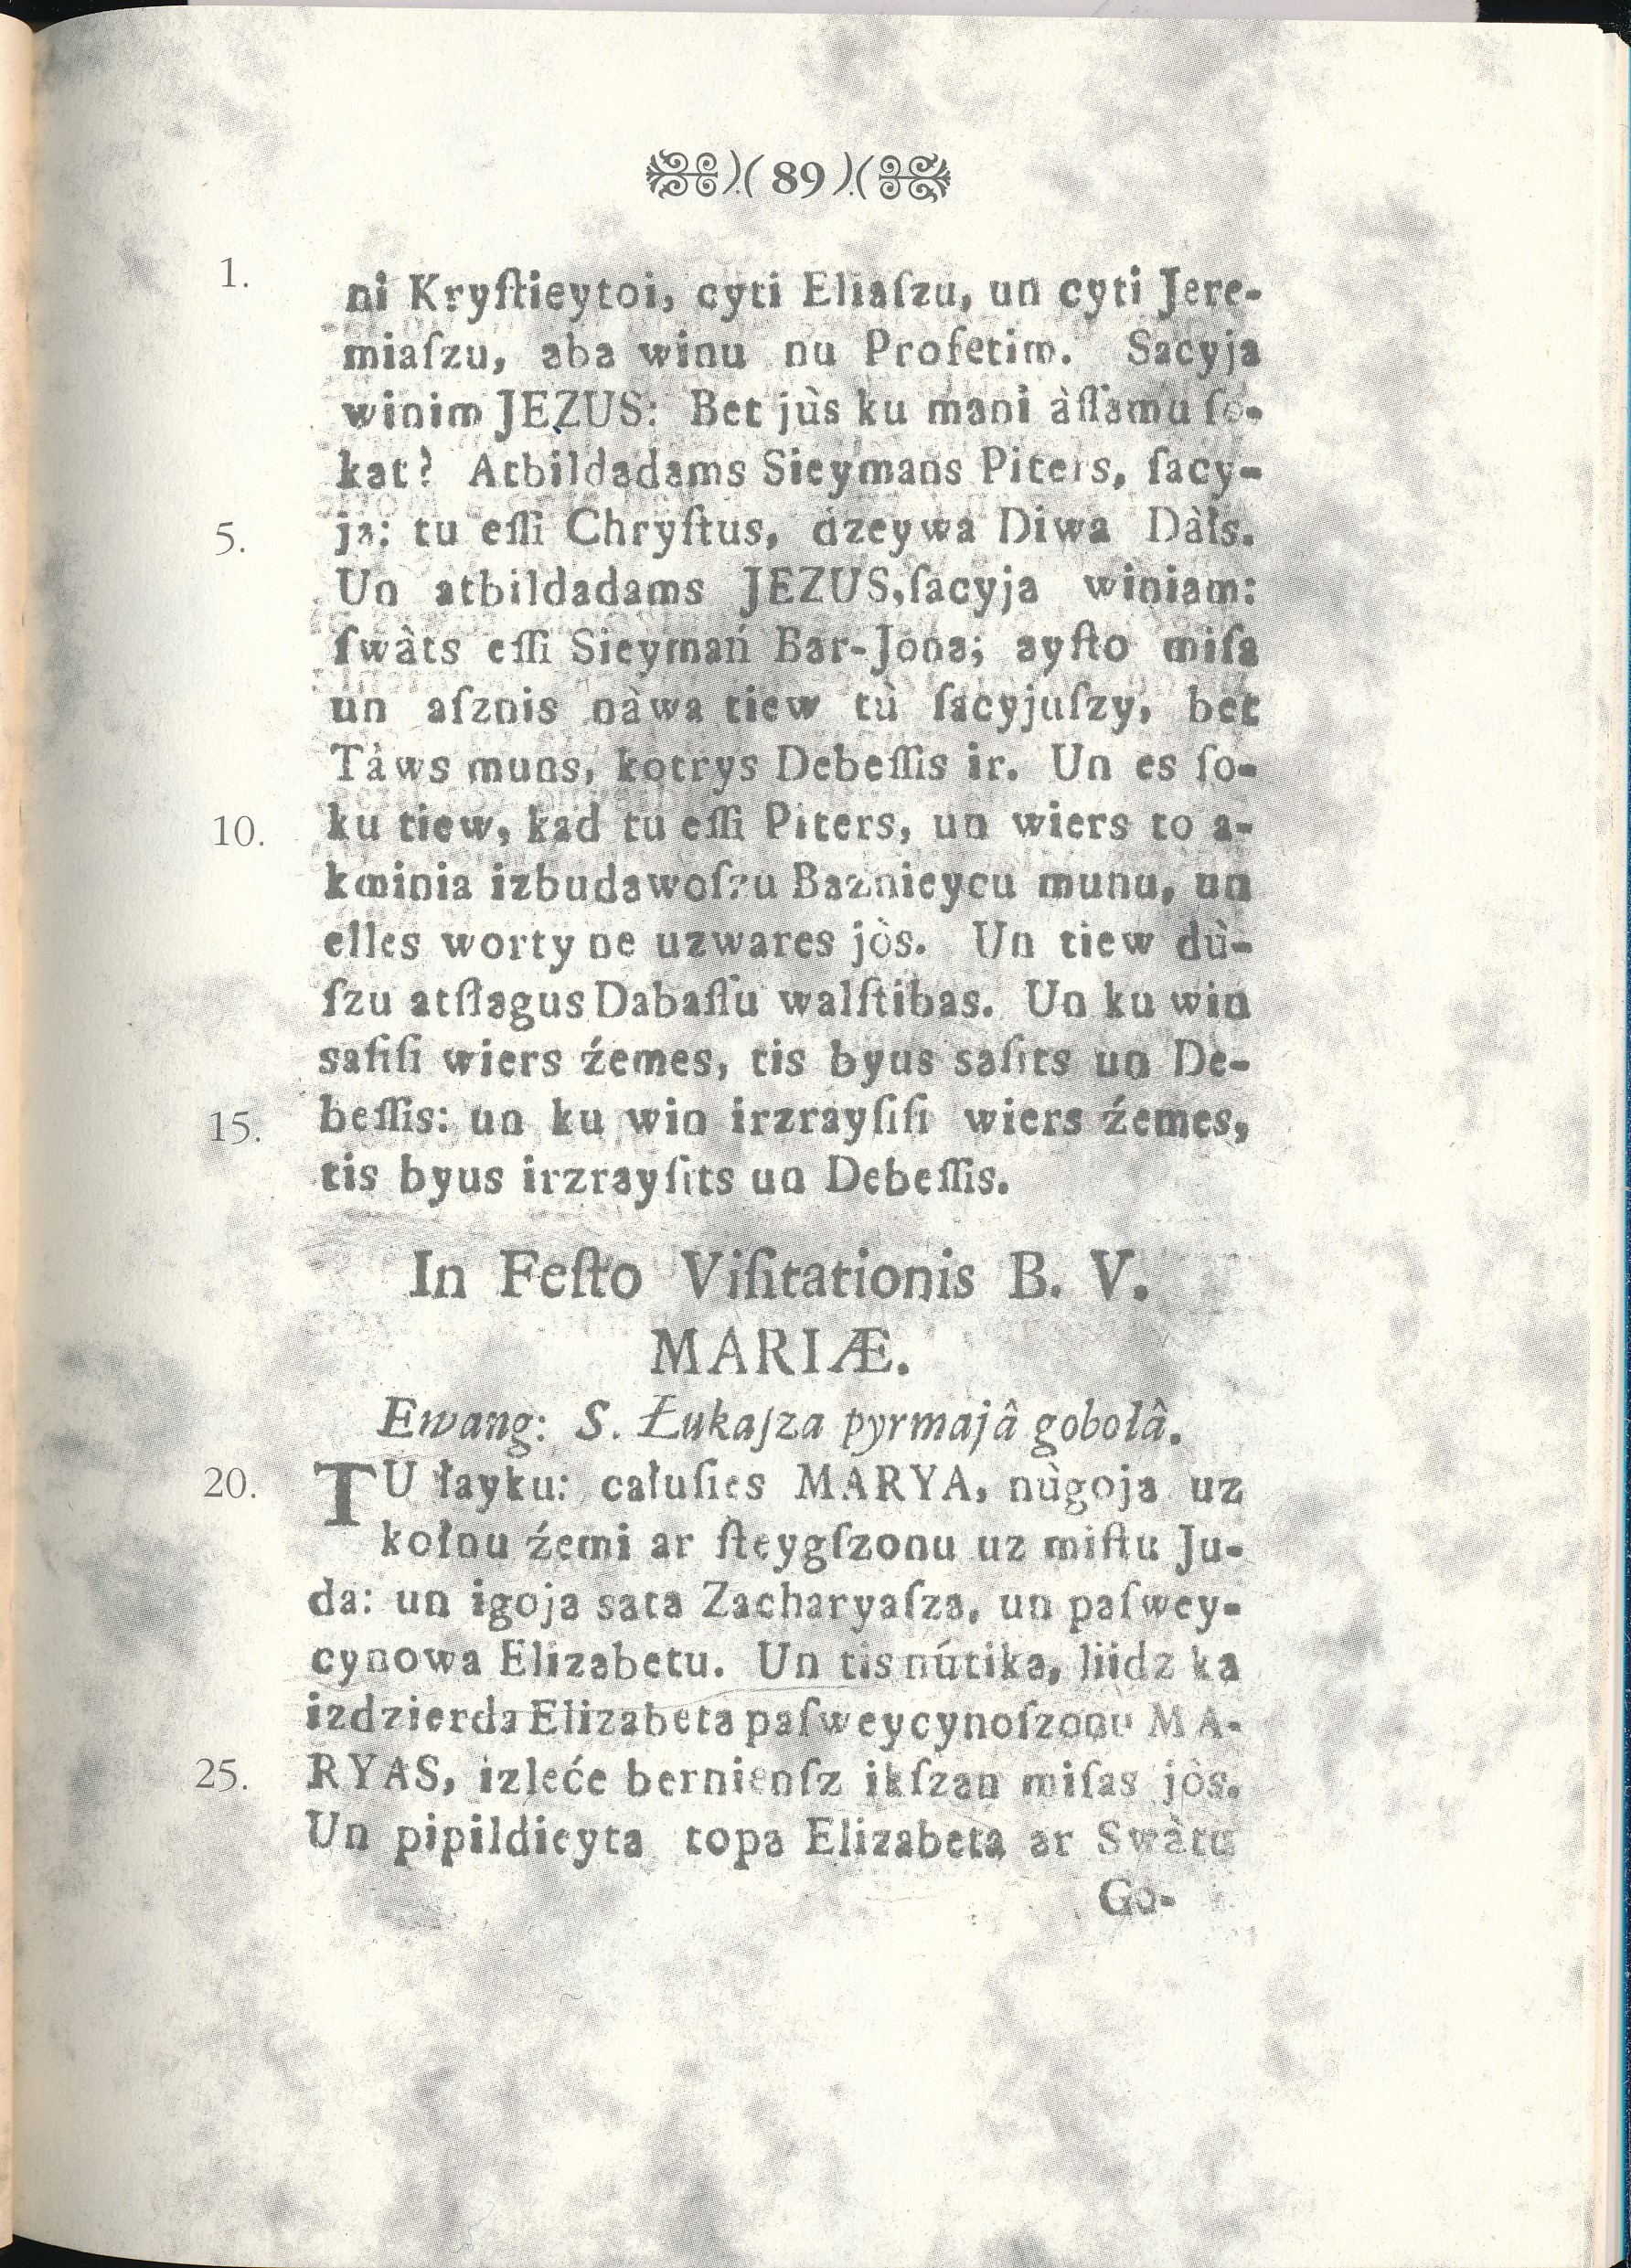 ).( 89 ).(
1. ni Kryſtieytoi, cyti Eliaſzu, un cyti Jere-
miaſzu, aba winu nu Profetim. Sacyja
winim JEZUS: Bet jùs ku mani àſſamu ſo-
kat? Atbildadams Sieymans Piters, ſacy-
5. ja: tu eſſi Chryſtus, dzeywa Diwa Dàls.
Un atbildadams JEZUS, ſacyja winiam:
ſwàts eſſi Sieymań Bar-Jona; ayſto miſa
un aſznis nàwa tiew tù ſacyjuſzy, bet
Tàws muns, kotrys Debeſſis ir. Un es ſo-
10. ku tiew, kad tu eſſi Piters, un wiers to a-
kminia izbudawoſzu Baznieycu munu, un
elles worty ne uzwares jòs. Un tiew dù-
ſzu atſlagus Dabaſſu walſtibas. Un ku win
saſiſi wiers źemes, tis byus saſits un De-
15. beſſis: un ku win irzrayſiſi wiers źemes,
tis byus irzrayſits un Debeſſis.
In Feſto Viſitationis B. V.
MARIÆ.
Ewang: S. Łukaſza pyrmajâ gobołâ.
20. TU łayku: całuſies MARYA, nùgoja uz
kołnu źemi ar ſteygſzonu uz miſtu Ju-
da: un igoja sata Zacharyaſza, un paſwey-
cynowa Elizabetu. Un tis nútika, liidz ka
izdzierda Elizabeta paſweycynoſzonu MA-
25. RYAS, izleće bernienſz ikſzan miſas jòs.
Un pipildieyta topa Elizabeta ar Swàtu
Go-